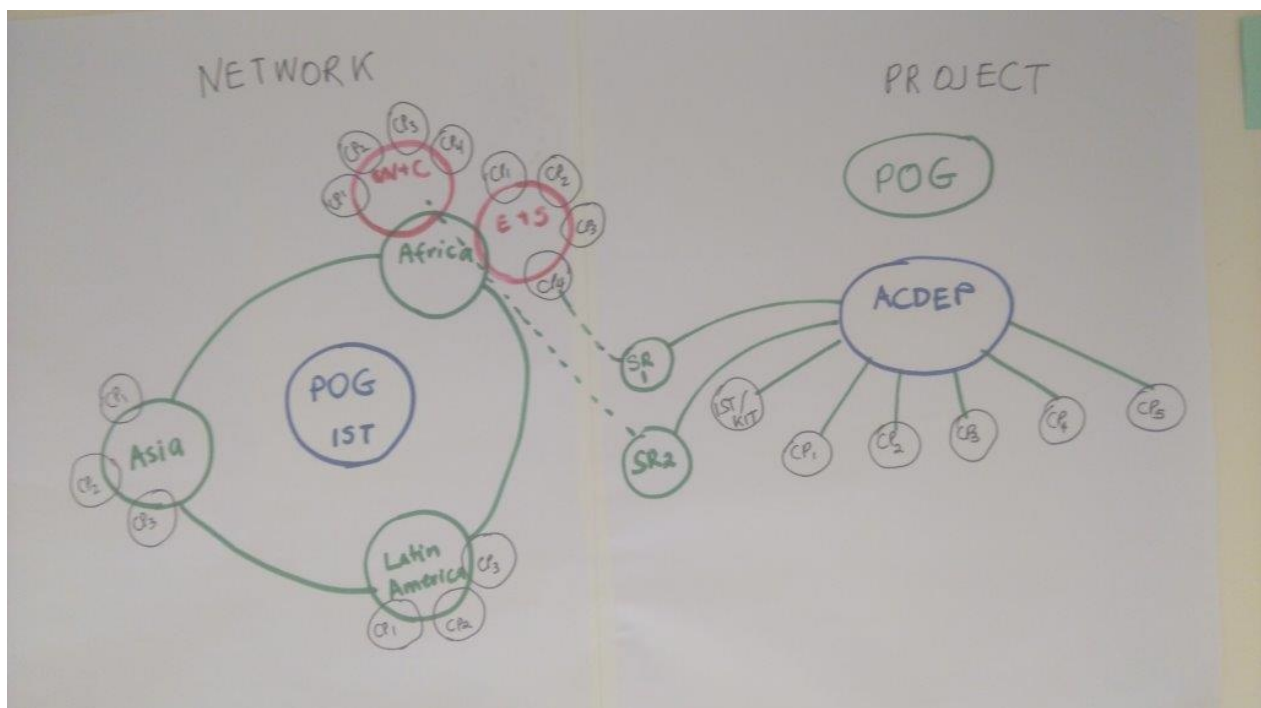 NETWORK
CP1
CP2
CP3
CP4
W+C
CP1
CP2
CP3
CP4
E+S
Africa
POG
IST
CP1
CP2
CP3
Asia
Latin
America
CP1
CP2
CP3
PROJECT
POG
ACDEP
SR
1
SR2
IST/
KIT
CP1
CP2
CP3
CP4
CP5